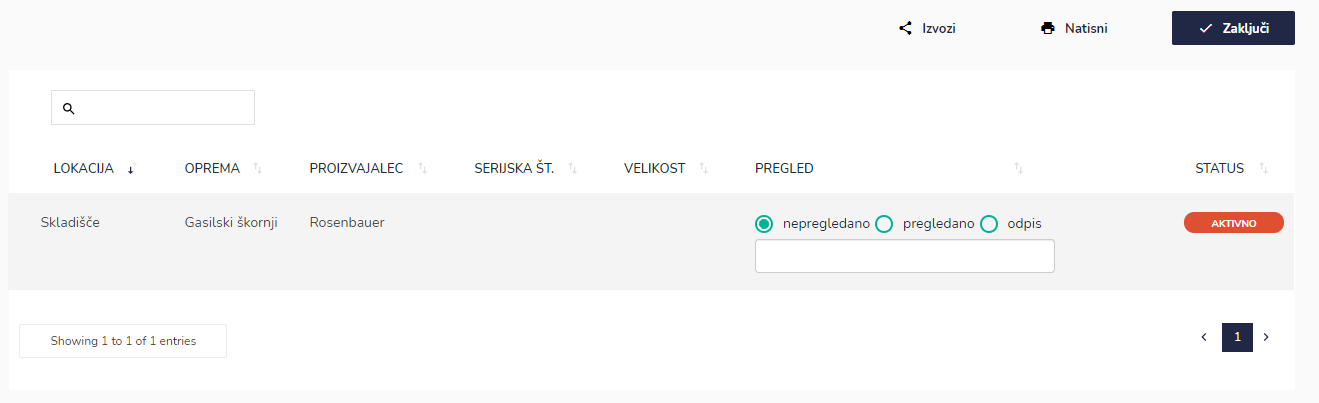 Izvozi Natisni Zaključi
LOKACIJA OPREMA PROIZVAJALEC SERIJSKA ŠT. VELIKOST PREGLED STATUS
Skladišče Gasilski škornji Rosenbauer nepregledano pregledano odpis AKTIVNO
Showing 1 to 1 of 1 entries 1